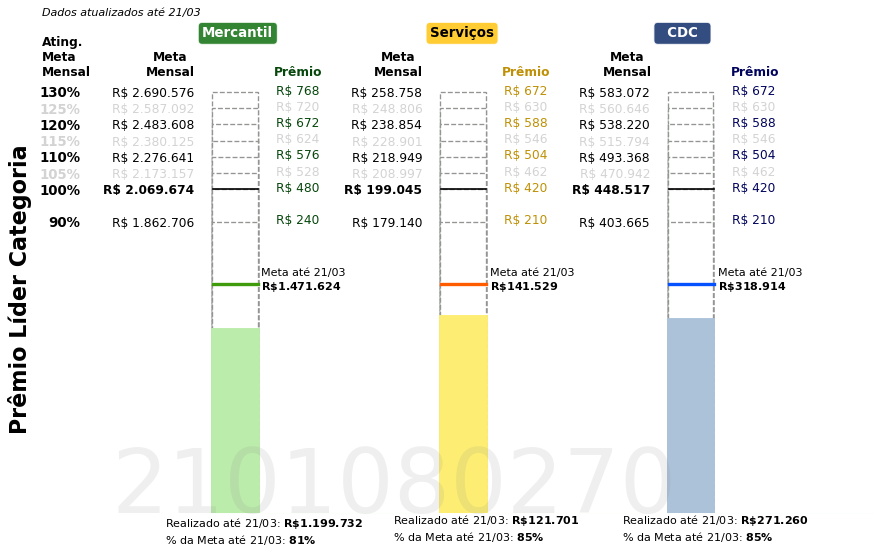 Dados atualizados até 21/03
Mercantil Serviços CDC
Ating. Meta Mensal Meta Mensal Prêmio Meta Mensal Prêmio Meta Mensal Prêmio
130% R$ 2.690.576 R$ 768 R$ 258.758 R$ 672 R$ 583.072 R$ 672
125% R$ 2.587.092 R$ 720 R$ 248.806 R$ 630 R$ 560.646 R$ 630
120% R$ 2.483.608 R$ 672 R$ 238.854 R$ 588 R$ 538.220 R$ 588
115% R$ 2.380.125 R$ 624 R$ 228.901 R$ 546 R$ 515.794 R$ 546
110% R$ 2.276.641 R$ 576 R$ 218.949 R$ 504 R$ 493.368 R$ 504
105% R$ 2.173.157 R$ 528 R$ 208.997 R$ 462 R$ 470.942 R$ 462
100% R$ 2.069.674 R$ 480 R$ 199.045 R$ 420 R$ 448.517 R$ 420
90% R$ 1.862.706 R$ 240 R$ 179.140 R$ 210 R$ 403.665 R$ 210
Meta até 21/03 Meta até 21/03 Meta até 21/03
R$1.471.624 R$141.529 R$318.914
Prêmio Líder Categoria
2101080270
Realizado até 21/03: R$1.199.732 Realizado até 21/03: R$121.701 Realizado até 21/03: R$271.260
% da Meta até 21/03: 81% % da Meta até 21/03: 85% % da Meta até 21/03: 85%